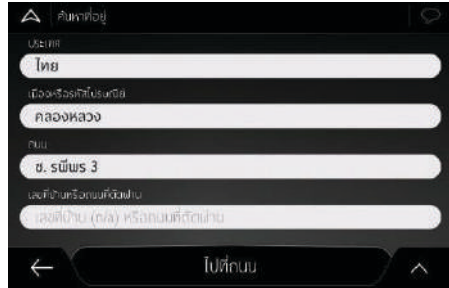 ค้นหาที่อยู่
ประเทศ
ไทย
เมืองหรือรหัสไปรษณีย์
คลองหลวง
ถนน
ซ. รพีพร 3
เลขที่บ้านหรือถนนที่ตัดผ่าน
เลขที่บ้าน (n/a) หรือถนนที่ตัดผ่าน
ไปที่ถนน